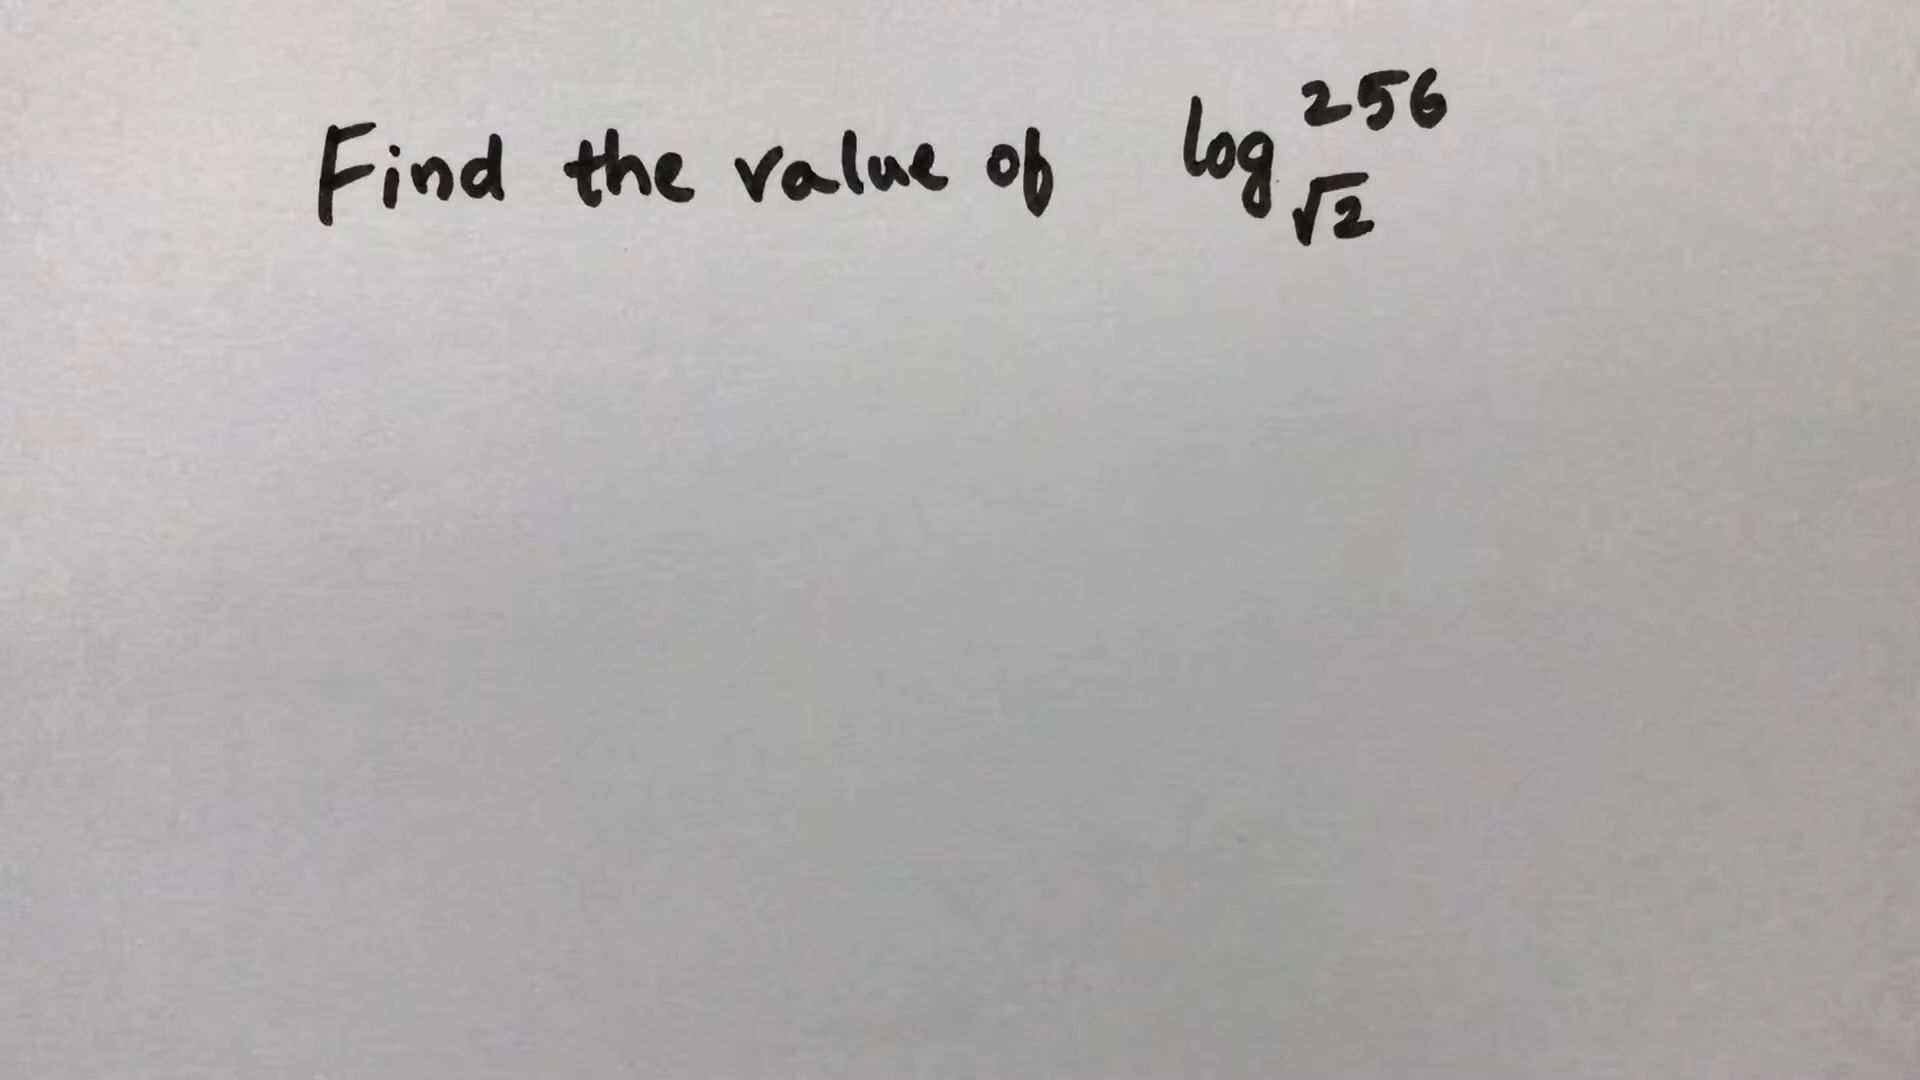 Find the value of log √2 256